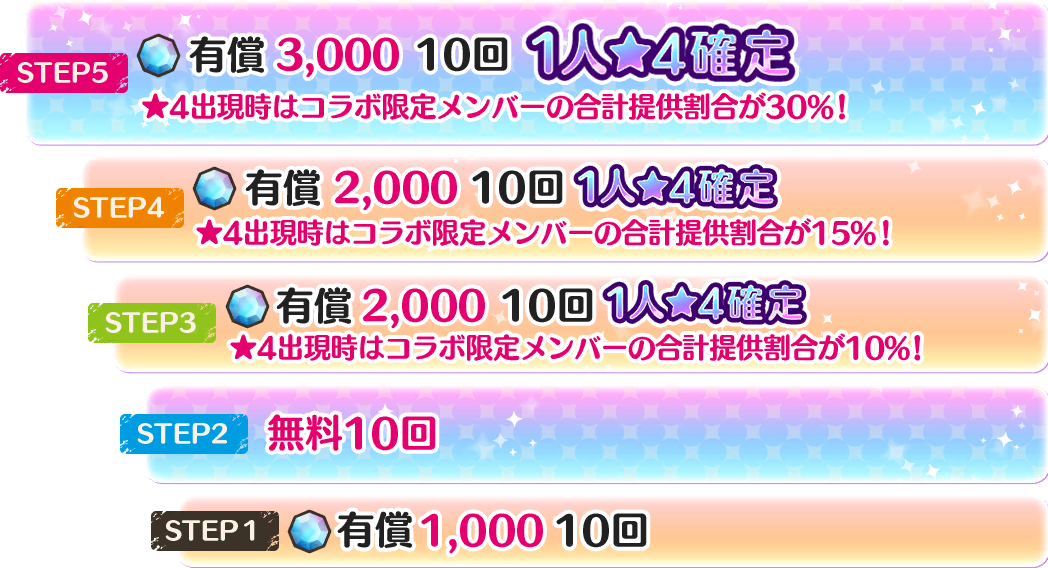 STEP5 有償 3,000 10回 1人★4確定
★4出現時はコラボ限定メンバーの合計提供割合が30%!
STEP4 有償 2,000 10回 1人★4確定
★4出現時はコラボ限定メンバーの合計提供割合が15%!
STEP3 有償 2,000 10回 1人★4確定
★4出現時はコラボ限定メンバーの合計提供割合が10%!
STEP2 無料10回
STEP1 有償 1,000 10回